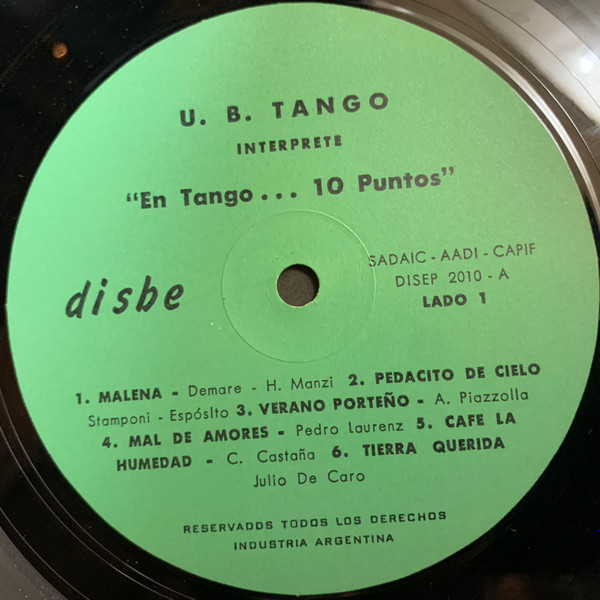 U. B. TANGO
INTERPRETE
"En Tango... 10 Puntos"
disbe
SADAIC - AADI - CAPIF
DISEP 2010 - A
LADO 1
1. MALENA - Demare - H. Manzi 2. PEDACITO DE CIELO
Stamponi - Espósito 3. VERANO PORTEÑO - A. Piazzolla
4. MAL DE AMORES - Pedro Laurenz 5. CAFE LA
HUMEDAD - C. Castaña 6. TIERRA QUERIDA
Julio De Caro
RESERVADDS TODOS LOS DERECHOS
INDUSTRIA ARGENTINA